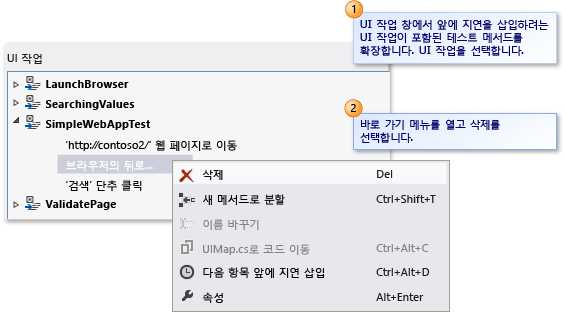 1
UI 작업 창에서 앞에 지연을 삽입하려는
UI 작업이 포함된 테스트 메서드를
확장합니다. UI 작업을 선택합니다.
UI 작업
LaunchBrowser
SearchingValues
SimpleWebAppTest
'http://contoso2/' 웹 페이지로 이동
브라우저의 뒤로...
'검색' 단추 클릭
ValidatePage
2
바로 가기 메뉴를 열고 삭제를
선택합니다.
삭제 Del
새 메서드로 분할 Ctrl+Shift+T
이름 바꾸기
UIMap.cs로 코드 이동 Ctrl+Alt+C
다음 항목 앞에 지연 삽입 Ctrl+Alt+D
속성 Alt+Enter